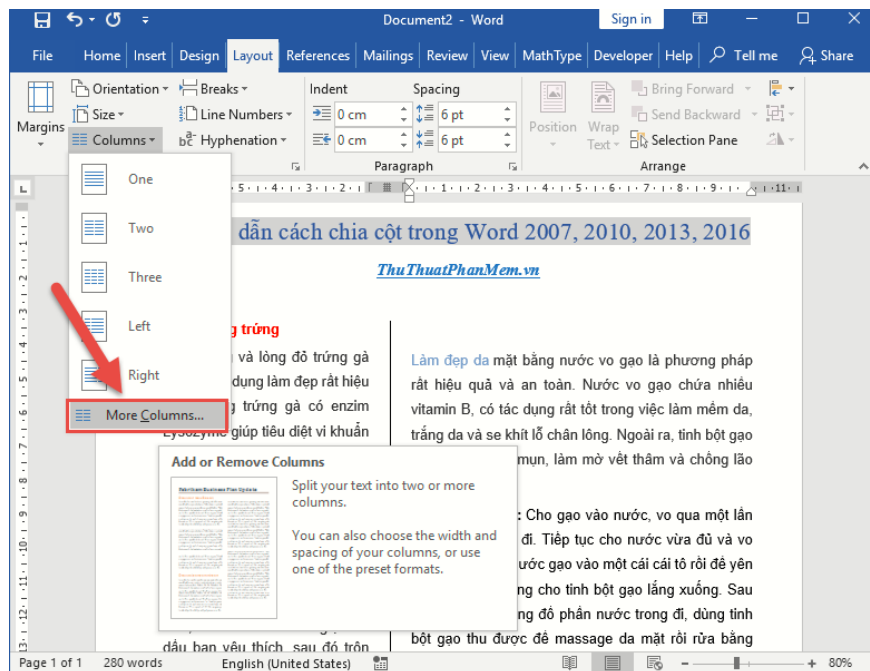 Document2 - Word
Sign in
File Home Insert Design Layout References Mailings Review View MathType Developer Help Tell me Share
Margins
Orientation
Size
Columns
Breaks
Line Numbers
Hyphenation
Indent
0 cm
0 cm
Spacing
6 pt
6 pt
Paragraph
Position
Wrap
Text
Bring Forward
Send Backward
Selection Pane
Arrange
One
Two
Three
Left
Right
More Columns...
Add or Remove Columns
Split your text into two or more
columns.
You can also choose the width and
spacing of your columns, or use
one of the preset formats.
dẫn cách chia cột trong Word 2007, 2010, 2013, 2016
ThuThuatPhanMem.vn
trứng
và lòng đỏ trứng gà
dụng làm đẹp rất hiệu
trứng gà có enzim
Lysozyme giúp tiêu diệt vi khuẩn
dầu bạn yêu thích, sau đó trộn
Làm đẹp da mặt bằng nước vo gạo là phương pháp
rất hiệu quả và an toàn. Nước vo gạo chứa nhiều
vitamin B, có tác dụng rất tốt trong việc làm mềm da,
trắng da và se khít lỗ chân lông. Ngoài ra, tinh bột gạo
mụn, làm mờ vết thâm và chống lão
: Cho gạo vào nước, vo qua một lần
đi. Tiếp tục cho nước vừa đủ và vo
ước gạo vào một cái cái tô rồi để yên
ng cho tinh bột gạo lắng xuống. Sau
ng đổ phần nước trong đi, dùng tinh
bột gạo thu được để massage da mặt rồi rửa bằng
Page 1 of 1 280 words English (United States) 80%